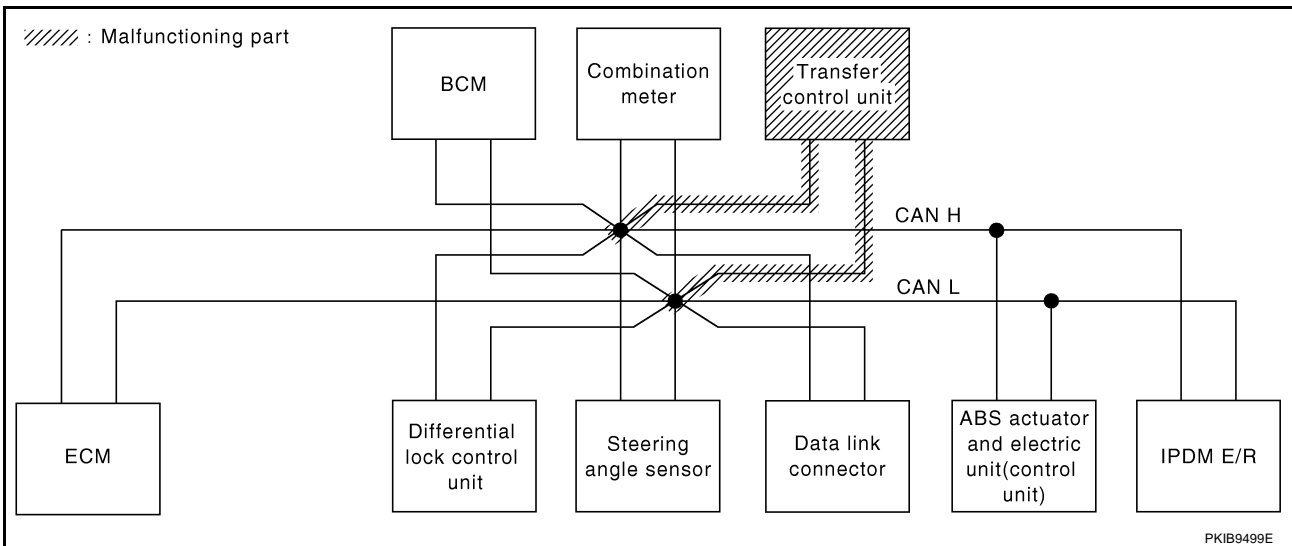 : Malfunctioning part
BCM
Combination
meter
Transfer
control unit
CAN H
CAN L
ECM
Differential
lock control
unit
Steering
angle sensor
Data link
connector
ABS actuator
and electric
unit(control
unit)
IPDM E/R
PKIB9499E